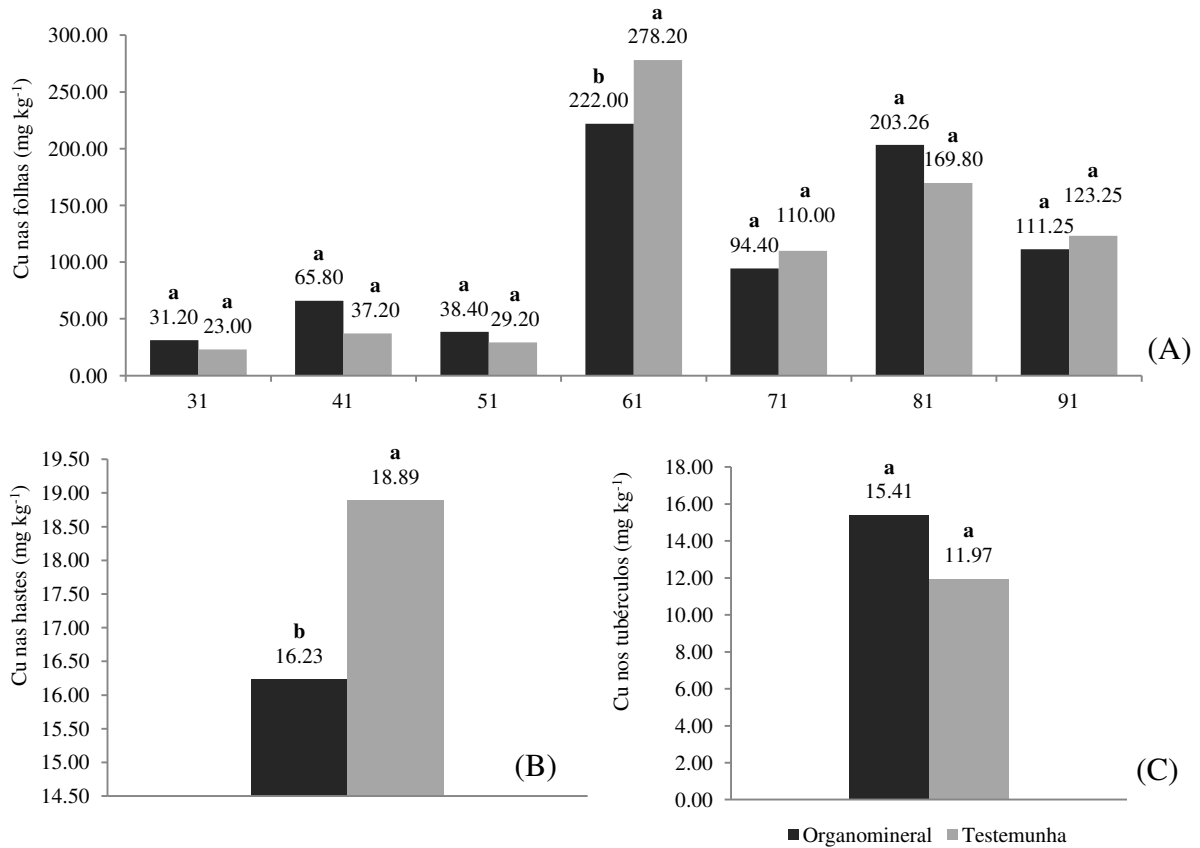 Cu nas folhas (mg kg⁻¹)
300.00
250.00
200.00
150.00
100.00
50.00
0.00
a
31.20
a
23.00
a
65.80
a
37.20
a
38.40
a
29.20
b
222.00
a
278.20
a
94.40
a
110.00
a
203.26
a
169.80
a
111.25
a
123.25
(A)
31 41 51 61 71 81 91
Cu nas hastes (mg kg⁻¹)
19.50
19.00
18.50
18.00
17.50
17.00
16.50
16.00
15.50
15.00
14.50
b
16.23
a
18.89
(B)
Cu nos tubérculos (mg kg⁻¹)
18.00
16.00
14.00
12.00
10.00
8.00
6.00
4.00
2.00
0.00
a
15.41
a
11.97
(C)
Organomineral Testemunha